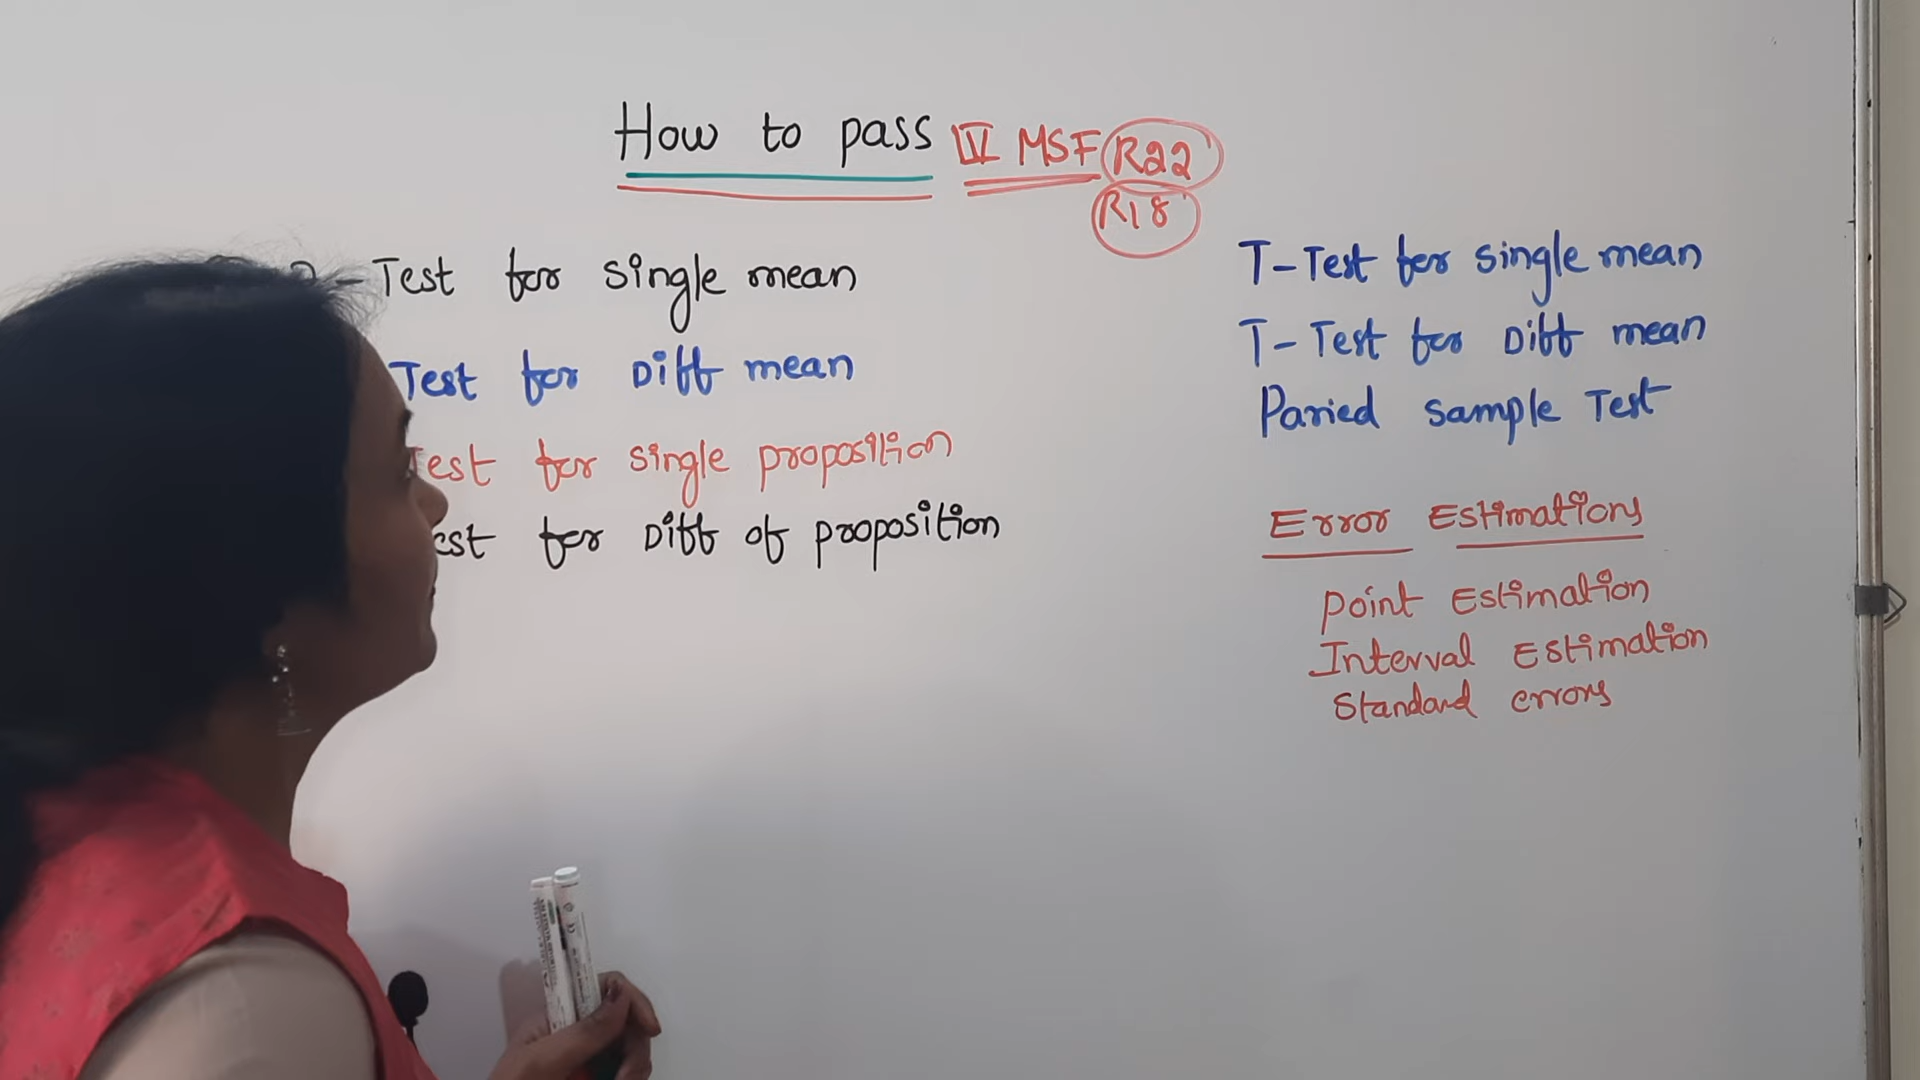 How to pass IV MSF R22
R18
-Test for single mean
Test for Diff mean
Test for single proposition
est for Diff of proposition
T-Test for single mean
T-Test for Diff mean
Paried sample Test
Error Estimations
Point Estimation
Interval Estimation
Standard errors